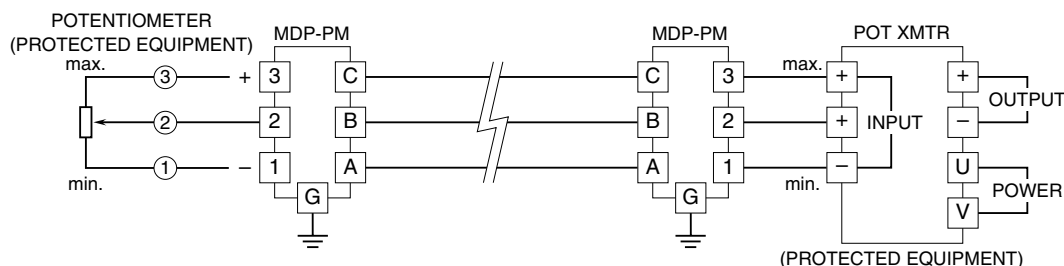 POTENTIOMETER
(PROTECTED EQUIPMENT)
MDP-PM
MDP-PM
POT XMTR
max. 3 + 3 C C 3 max. + +
OUTPUT
2 2 B B 2 + INPUT −
1 − 1 A A 1 − U
min. min.
POWER
G G V
(PROTECTED EQUIPMENT)